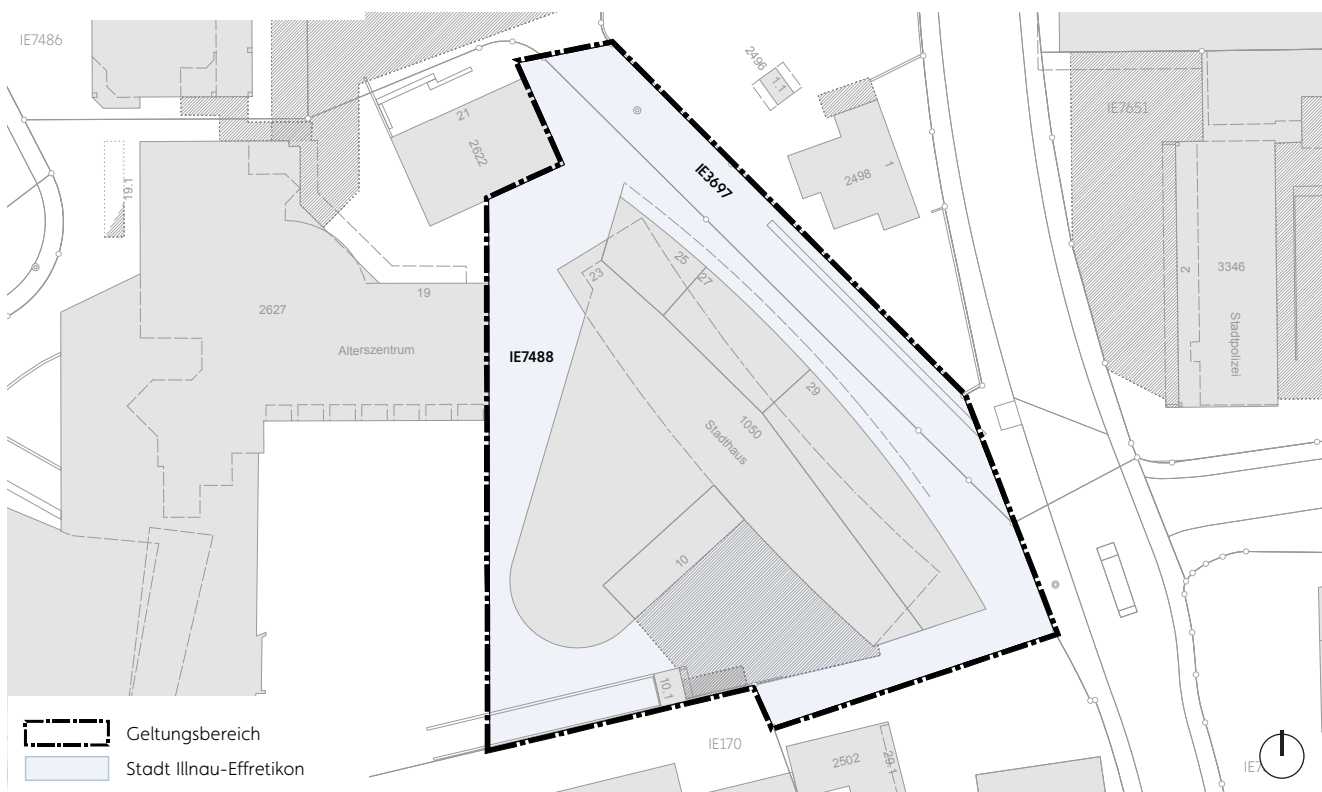 IE7486
2496
1.1
IE7651
21
2622
2498
1
IE3697
19.1
25
27
23
2
3346
Stadtpolizei
19
2627
Alterszentrum
IE7488
29
1050
Stadthaus
10
10.1
IE170
2502
29.1
IE7
Geltungsbereich
Stadt Illnau-Effretikon